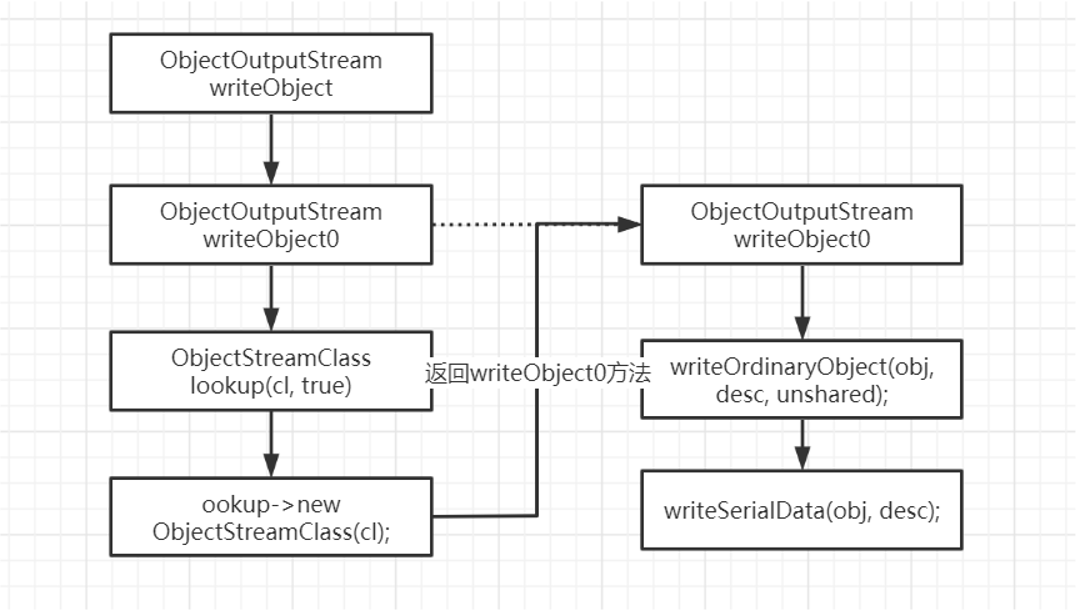 ObjectOutputStream
writeObject
ObjectOutputStream
writeObject0
ObjectStreamClass
lookup(cl, true)
ookup->new
ObjectStreamClass(cl);
返回writeObject0方法
ObjectOutputStream
writeObject0
writeOrdinaryObject(obj,
desc, unshared);
writeSerialData(obj, desc);